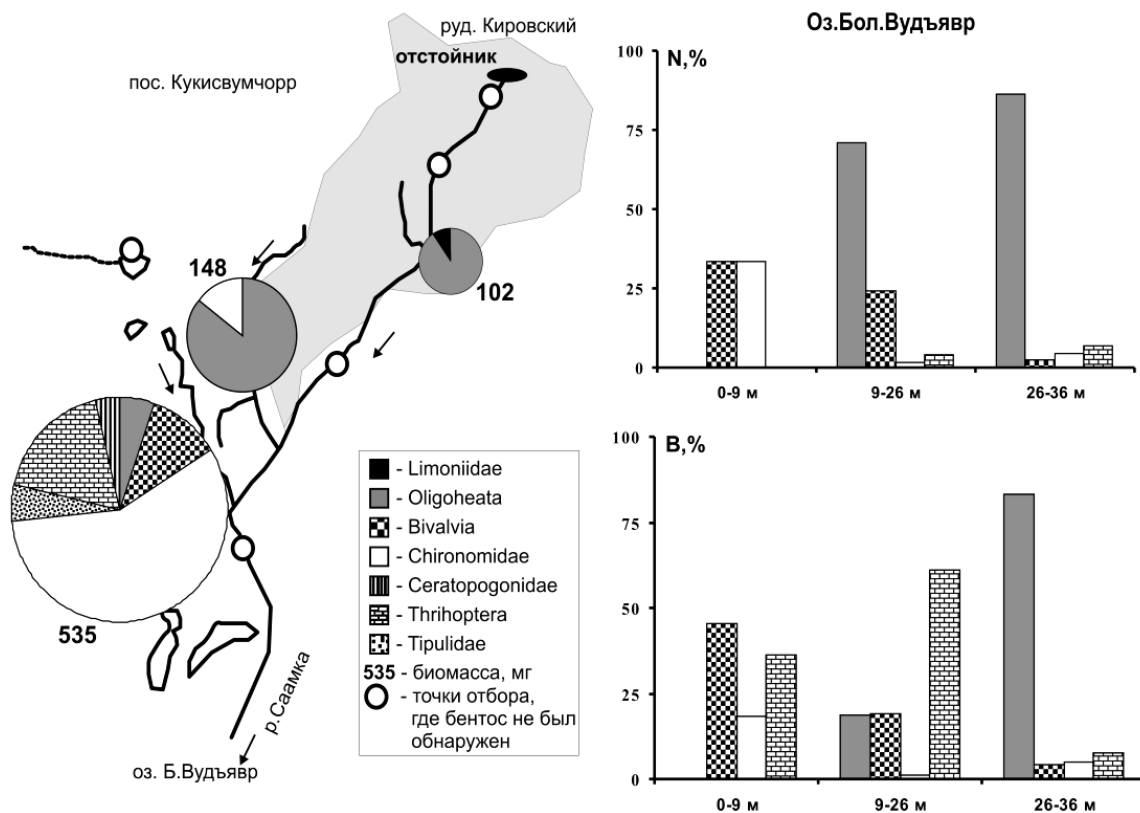 руд. Кировский
отстойник
пос. Кукисвумчорр
148
102
535
- Limoniidae
- Oligoheata
- Bivalvia
- Chironomidae
- Ceratopogonidae
- Thrihoptera
- Tipulidae
535 - биомасса, мг
- точки отбора,
где бентос не был
обнаружен
р.Саамка
оз. Б.Вудъявр
Оз.Бол.Вудъявр
N,%
100
75
50
25
0
0-9 м
9-26 м
26-36 м
B,%
100
75
50
25
0
0-9 м
9-26 м
26-36 м